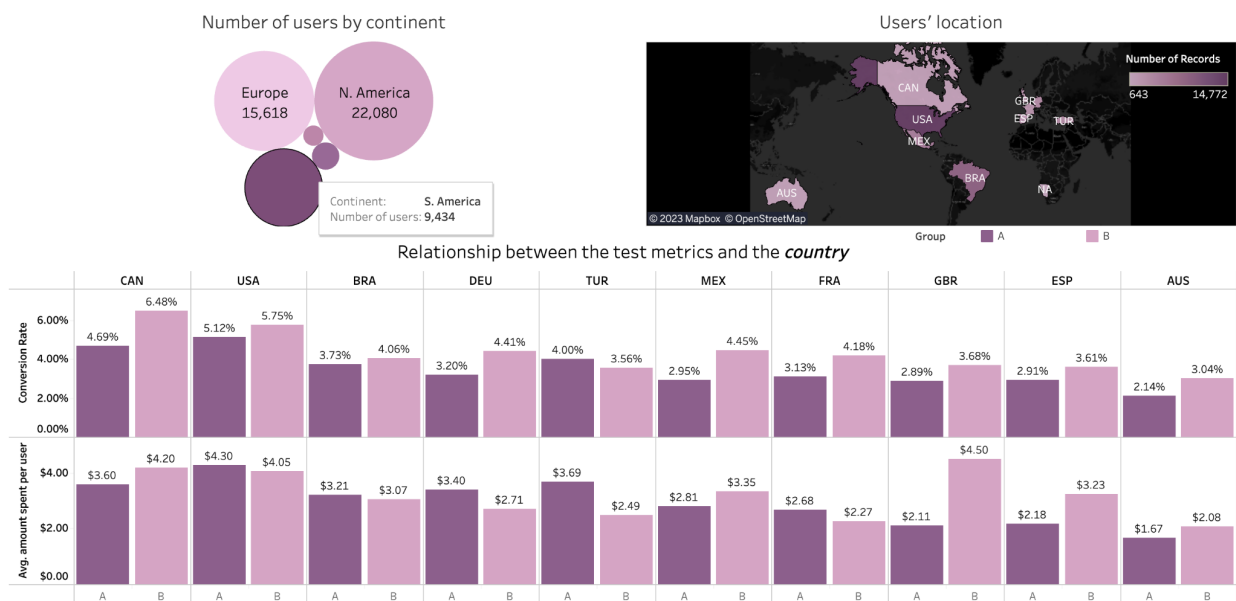 Number of users by continent
Users' location
Europe
15,618
N. America
22,080
Continent: S. America
Number of users: 9,434
CAN
USA
MEX
BRA
AUS
GBR
ESP
TUR
NA
Number of Records
643 14,772
© 2023 Mapbox © OpenStreetMap
Group A B
Relationship between the test metrics and the country
CAN USA BRA DEU TUR MEX FRA GBR ESP AUS
Conversion Rate
6.00%
4.00%
2.00%
0.00%
4.69% 6.48% 5.12% 5.75% 3.73% 4.06% 3.20% 4.41% 4.00% 3.56% 2.95% 4.45% 3.13% 4.18% 2.89% 3.68% 2.91% 3.61% 2.14% 3.04%
Avg. amount spent per user
$4.00
$2.00
$0.00
$3.60 $4.20 $4.30 $4.05 $3.21 $3.07 $3.40 $2.71 $3.69 $2.49 $2.81 $3.35 $2.68 $2.27 $2.11 $4.50 $2.18 $3.23 $1.67 $2.08
A B A B A B A B A B A B A B A B A B A B